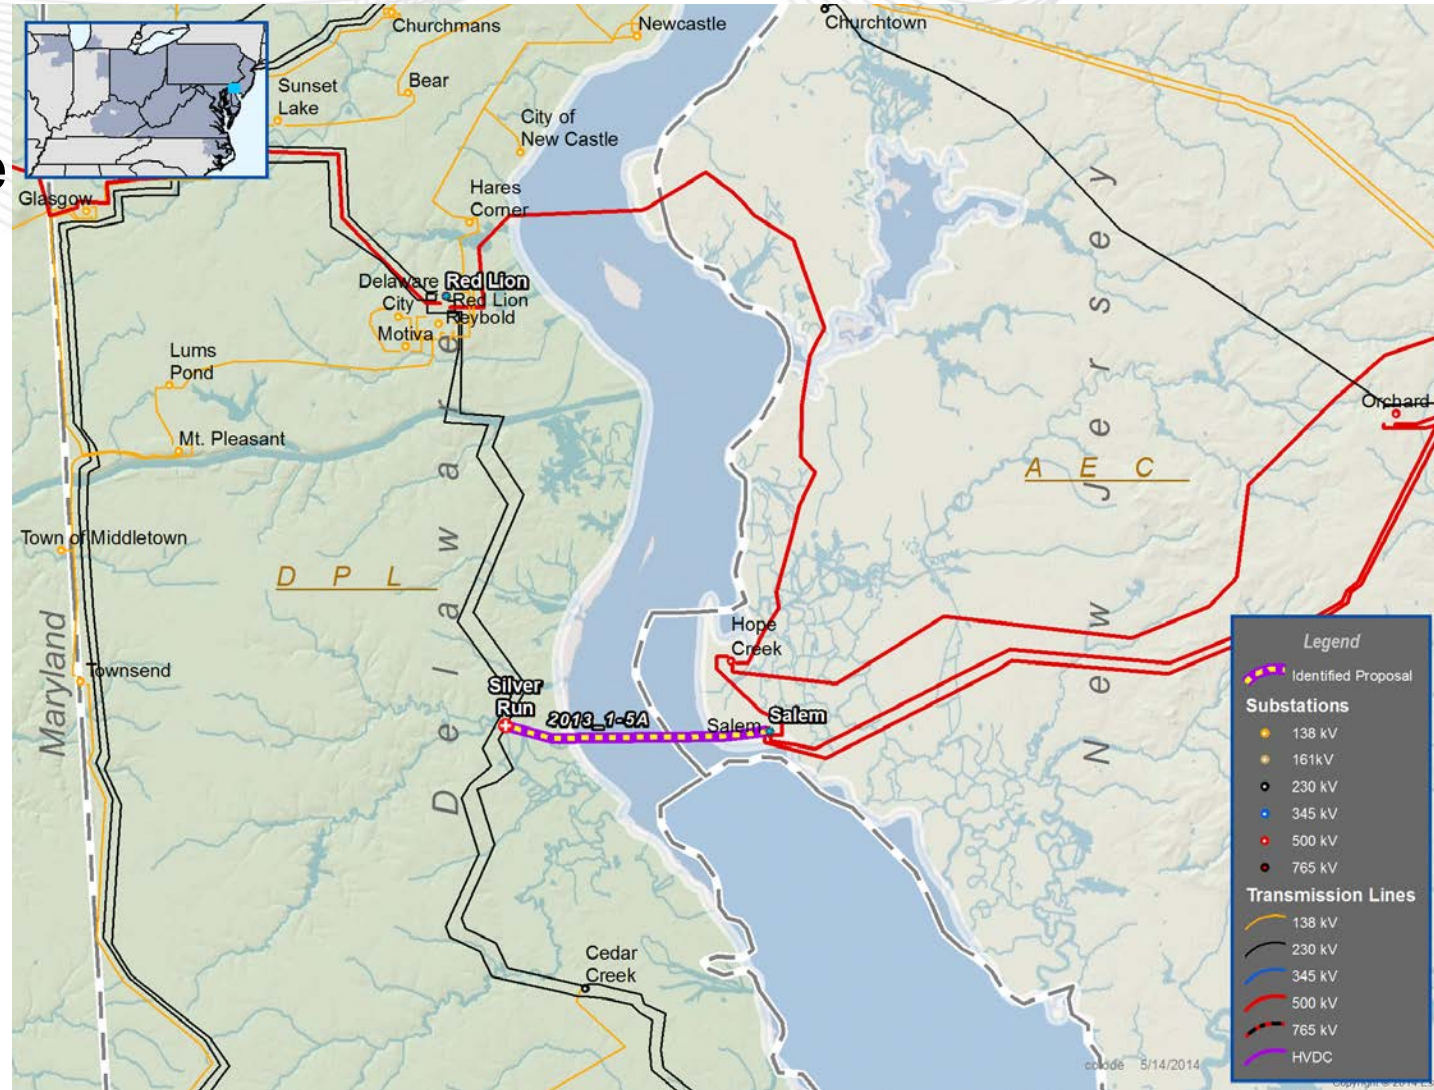 Churchmans
Newcastle
Churchtown
Bear
Sunset
Lake
City of
New Castle
Glasgow
Hares
Corner
Delaware
City
Red Lion
Red Lion
Reybold
Motiva
Lums
Pond
Mt. Pleasant
Orchard
A E C
Town of Middletown
D P L
Delaware
New Jersey
Maryland
Hope
Creek
Townsend
Silver
Run
2013_1-5A
Salem
Salem
Cedar
Creek
Legend
Identified Proposal
Substations
138 kV
161kV
230 kV
345 kV
500 kV
765 kV
Transmission Lines
138 kV
230 kV
345 kV
500 kV
765 kV
HVDC
5/14/2014